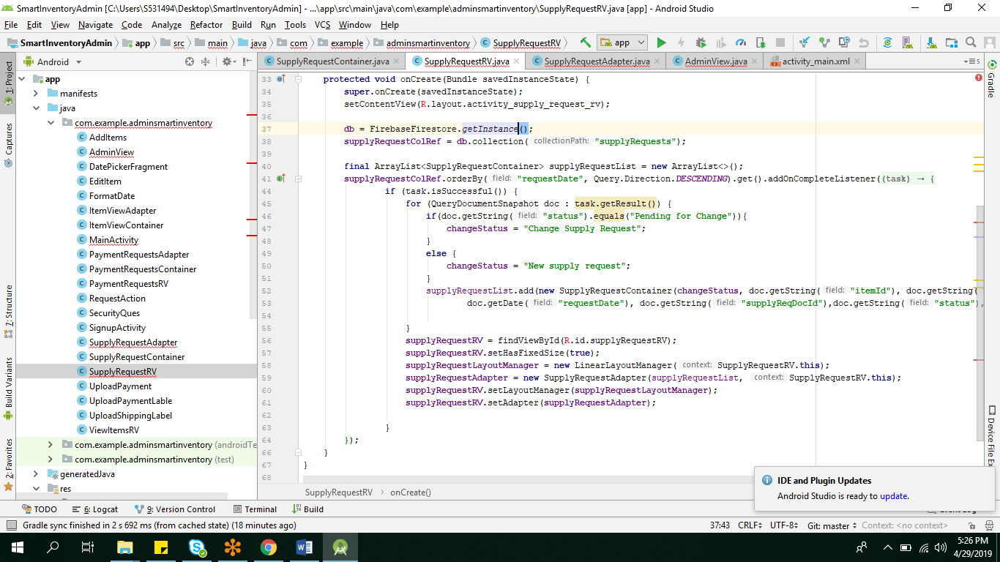 SmartInventoryAdmin [C:\Users\S531494\Desktop\SmartInventoryAdmin] - ...\app\src\main\java\com\example\adminsmartinventory\SupplyRequestRV.java [app] - Android Studio
File Edit View Navigate Code Analyze Refactor Build Run Tools VCS Window Help
SmartInventoryAdmin app src main java com example adminsmartinventory SupplyRequestRV app
Android SupplyRequestContainer.java SupplyRequestRV.java SupplyRequestAdapter.java AdminView.java activity_main.xml 5
1: Project
Captures
7: Structure
Build Variants
2: Favorites
app
manifests
java
com.example.adminsmartinventory
AddItems
AdminView
DatePickerFragment
EditItem
FormatDate
ItemViewAdapter
ItemViewContainer
MainActivity
PaymentRequestsAdapter
PaymentRequestsContainer
PaymentRequestsRV
RequestAction
SecurityQues
SignupActivity
SupplyRequestAdapter
SupplyRequestContainer
SupplyRequestRV
UploadPayment
UploadPaymentLable
UploadShippingLabel
ViewItemsRV
com.example.adminsmartinventory (androidTe
com.example.adminsmartinventory (test)
generatedJava
res
33 protected void onCreate(Bundle savedInstanceState) {
34 super.onCreate(savedInstanceState);
35 setContentView(R.layout.activity_supply_request_rv);
36
37 db = FirebaseFirestore.getInstance();
38 supplyRequestColRef = db.collection( collectionPath: "supplyRequests");
39
40 final ArrayList<SupplyRequestContainer> supplyRequestList = new ArrayList<>();
41 supplyRequestColRef.orderBy( field: "requestDate", Query.Direction.DESCENDING).get().addOnCompleteListener((task) → {
44 if (task.isSuccessful()) {
45 for (QueryDocumentSnapshot doc : task.getResult()) {
46 if(doc.getString( field: "status").equals("Pending for Change")){
47 changeStatus = "Change Supply Request";
48 }
49 else {
50 changeStatus = "New supply request";
51 }
52 supplyRequestList.add(new SupplyRequestContainer(changeStatus, doc.getString( field: "itemId"), doc.getString(
53 doc.getDate( field: "requestDate"), doc.getString( field: "supplyReqDocId"),doc.getString( field: "status"),
54
55 }
56 supplyRequestRV = findViewById(R.id.supplyRequestRV);
57 supplyRequestRV.setHasFixedSize(true);
58 supplyRequestLayoutManager = new LinearLayoutManager( context: SupplyRequestRV.this);
59 supplyRequestAdapter = new SupplyRequestAdapter(supplyRequestList, context: SupplyRequestRV.this);
60 supplyRequestRV.setLayoutManager(supplyRequestLayoutManager);
61 supplyRequestRV.setAdapter(supplyRequestAdapter);
62
63 }
64 });
66 }
67 }
68
SupplyRequestRV onCreate()
Gradle
Device File Ex
IDE and Plugin Updates
Android Studio is ready to update.
TODO 6: Logcat 9: Version Control Terminal Build
Gradle sync finished in 2 s 692 ms (from cached state) (18 minutes ago) 37:43 CRLF UTF-8 Git: master Context: <no context>
5:26 PM
4/29/2019